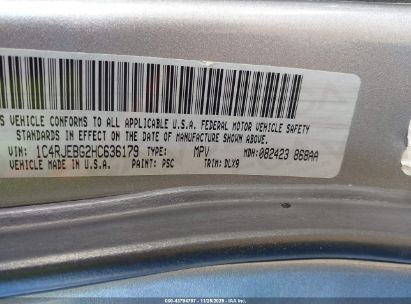 S VEHICLE CONFORMS TO ALL APPLICABLE U.S.A. FEDERAL MOTOR VEHICLE SAFETY
STANDARDS IN EFFECT ON THE DATE OF MANUFACTURE SHOWN ABOVE.
VIN: 1C4RJEBG2HC636179 TYPE: MPV MDH:082423 868AA
VEHICLE MADE IN U.S.A. PAINT: PSC TRIM: DLX9